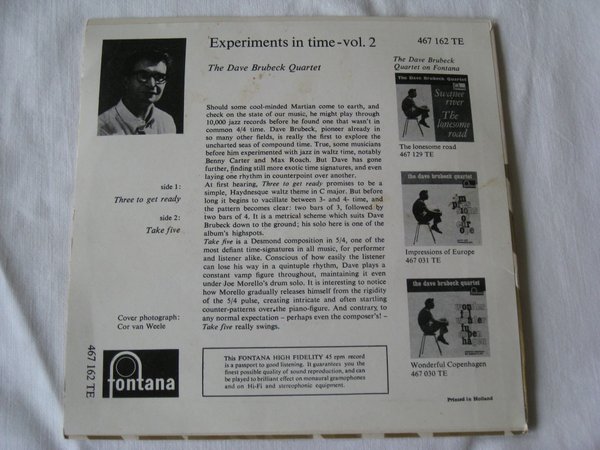 Experiments in time-vol. 2
467 162 TE
The Dave Brubeck Quartet
The Dave Brubeck
Quartet on Fontana
Should some cool-minded Martian come to earth, and
check on the state of our music, he might play through
10,000 jazz records before he found one that wasn't in
common 4/4 time. Dave Brubeck, pioneer already in
so many other fields, is really the first to explore the
uncharted seas of compound time. True, some musicians
before him experimented with jazz in waltz time, notably
Benny Carter and Max Roach. But Dave has gone
further, finding still more exotic time signatures, and even
laying one rhythm in counterpoint over another.
At first hearing, Three to get ready promises to be a
simple, Haydnesque waltz theme in C major. But before
long it begins to vacillate between 3- and 4- time, and
the pattern becomes clear: two bars of 3, followed by
two bars of 4. It is a metrical scheme which suits Dave
Brubeck down to the ground; his solo here is one of the
album's highspots.
Take five is a Desmond composition in 5/4, one of the
most defiant time-signatures in all music, for performer
and listener alike. Conscious of how easily the listener
can lose his way in a quintuple rhythm, Dave plays a
constant vamp figure throughout, maintaining it even
under Joe Morello's drum solo. It is interesting to notice
how Morello gradually releases himself from the rigidity
of the 5/4 pulse, creating intricate and often startling
counter-patterns over the piano-figure. And contrary to
any normal expectation – perhaps even the composer's! –
Take five really swings.
side 1:
Three to get ready
side 2:
Take five
Cover photograph:
Cor van Weele
467 162 TE
fontana
This FONTANA HIGH FIDELITY 45 rpm record
is a passport to good listening. It guarantees you the
finest possible quality of sound reproduction, and can
be played to brilliant effect on monaural gramophones
and on Hi-Fi and stereophonic equipment.
The Dave Brubeck Quartet
Swanee
river
The
lonesome
road
The lonesome road
467 129 TE
the dave brubeck quartet
Impressions of Europe
467 031 TE
the dave brubeck quartet
Wonderful Copenhagen
467 030 TE
Printed in Holland